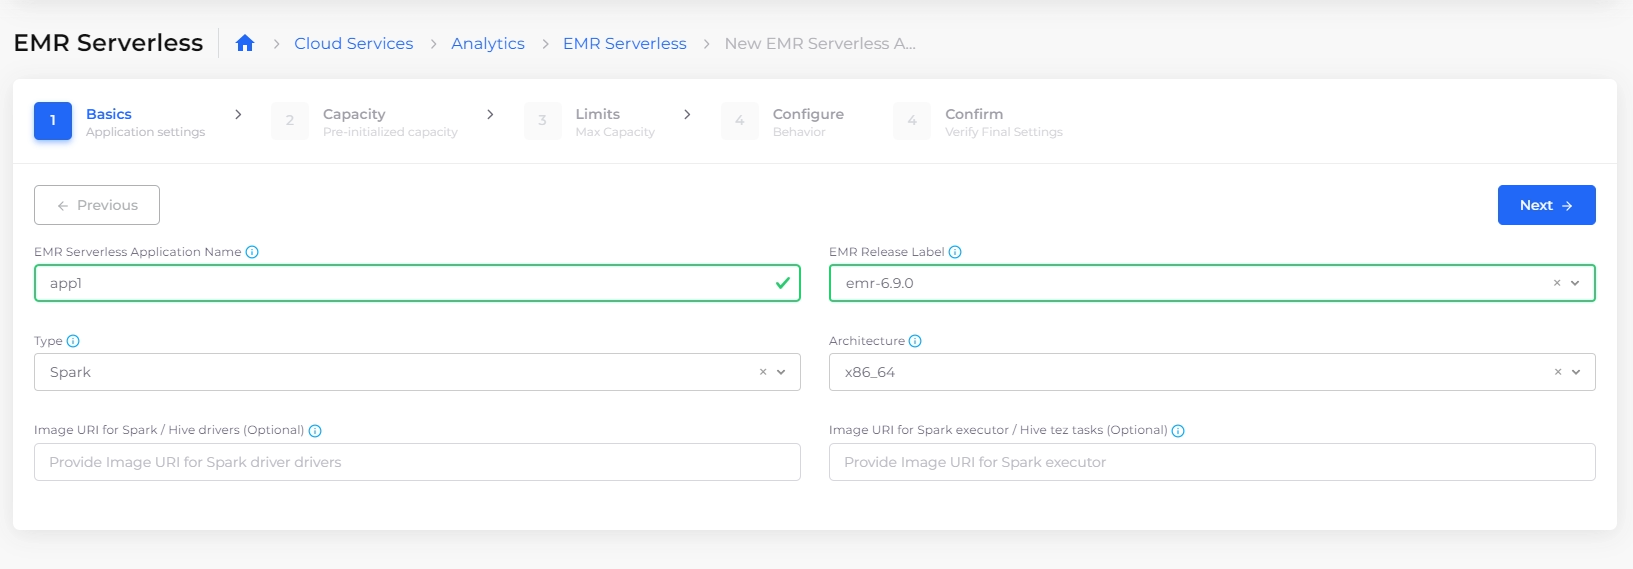 EMR Serverless
Cloud Services
Analytics
EMR Serverless
New EMR Serverless A...
1
Basics
Application settings
2
Capacity
Pre-initialized capacity
3
Limits
Max Capacity
4
Configure
Behavior
4
Confirm
Verify Final Settings
Previous
Next
EMR Serverless Application Name
app1
EMR Release Label
emr-6.9.0
Type
Spark
Architecture
x86_64
Image URI for Spark / Hive drivers (Optional)
Provide Image URI for Spark driver drivers
Image URI for Spark executor / Hive tez tasks (Optional)
Provide Image URI for Spark executor